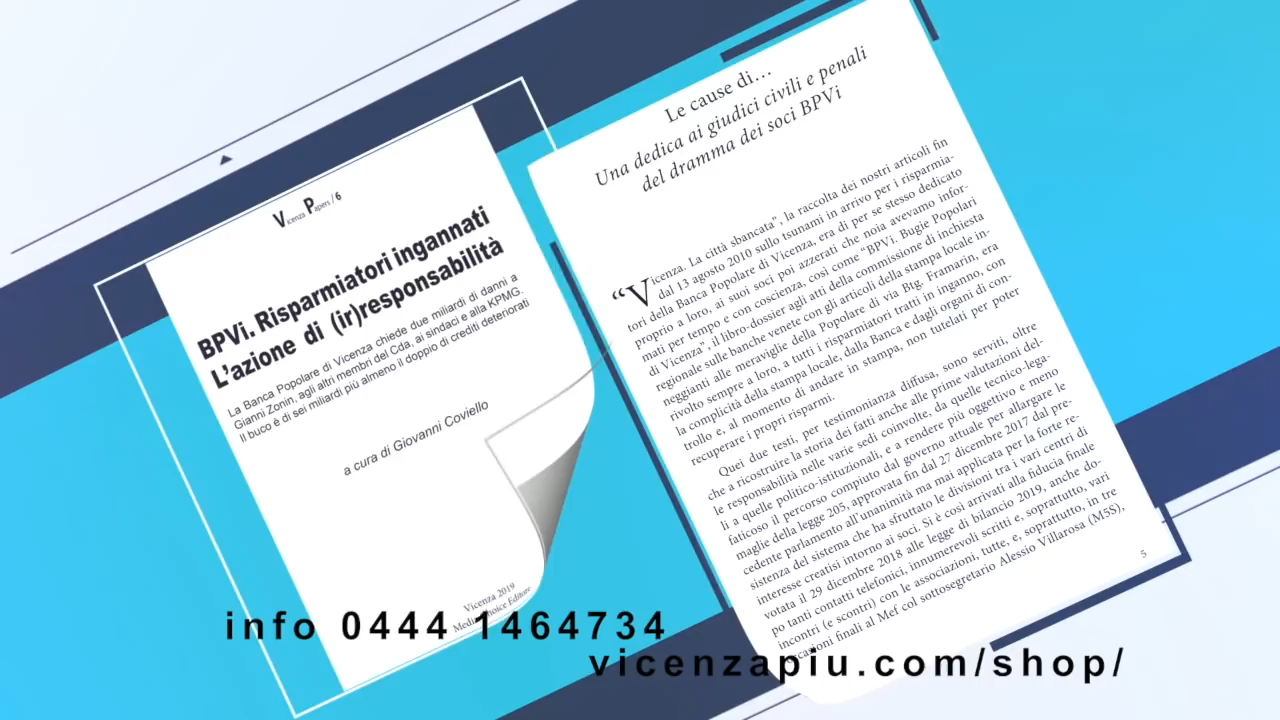 Vicenza Papers / 6
BPVi. Risparmiatori ingannati
L'azione di (ir)responsabilità
La Banca Popolare di Vicenza chiede due miliardi di danni a
Gianni Zonin, agli altri membri del Cda, ai sindaci e alla KPMG.
Il buco è di sei miliardi più almeno il doppio di crediti deteriorati
a cura di Giovanni Coviello
Vicenza 2019
Media Choice Editore
Le cause di...
Una dedica ai giudici civili e penali
del dramma dei soci BPVi
“Vicenza. La città sbancata”, la raccolta dei nostri articoli fin
dal 13 agosto 2010 sullo tsunami in arrivo per i risparmia-
tori della Banca Popolare di Vicenza, era di per se stesso dedicato
proprio a loro, ai suoi soci poi azzerati che noia avevamo infor-
mati per tempo e con coscienza, così come “BPVi. Bugie Popolari
di Vicenza”, il libro-dossier agli atti della commissione di inchiesta
regionale sulle banche venete con gli articoli della stampa locale in-
neggianti alle meraviglie della Popolare di via Btg. Framarin, era
rivolto sempre a loro, a tutti i risparmiatori tratti in inganno, con
la complicità della stampa locale, dalla Banca e dagli organi di con-
trollo e, al momento di andare in stampa, non tutelati per poter
recuperare i propri risparmi.
Quei due testi, per testimonianza diffusa, sono serviti, oltre
che a ricostruire la storia dei fatti anche alle prime valutazioni del-
le responsabilità nelle varie sedi coinvolte, da quelle tecnico-lega-
li a quelle politico-istituzionali, e a rendere più oggettivo e meno
faticoso il percorso compiuto dal governo attuale per allargare le
maglie della legge 205, approvata fin dal 27 dicembre 2017 dal pre-
cedente parlamento all'unanimità ma mai applicata per la forte re-
sistenza del sistema che ha sfruttato le divisioni tra i vari centri di
interesse creatisi intorno ai soci. Si è così arrivati alla fiducia finale
votata il 29 dicembre 2018 alle legge di bilancio 2019, anche do-
po tanti contatti telefonici, innumerevoli scritti e, soprattutto, vari
incontri (e scontri) con le associazioni, tutte, e, soprattutto, in tre
occasioni finali al Mef col sottosegretario Alessio Villarosa (M5S),
5
info 0444 1464734
vicenzapiu.com/shop/